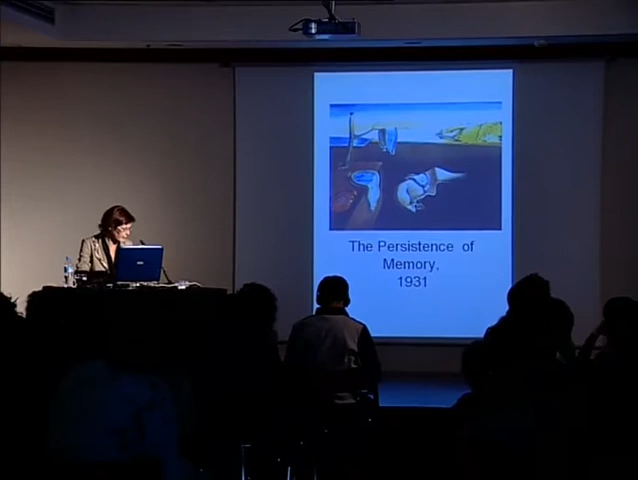 The Persistence of
Memory,
1931